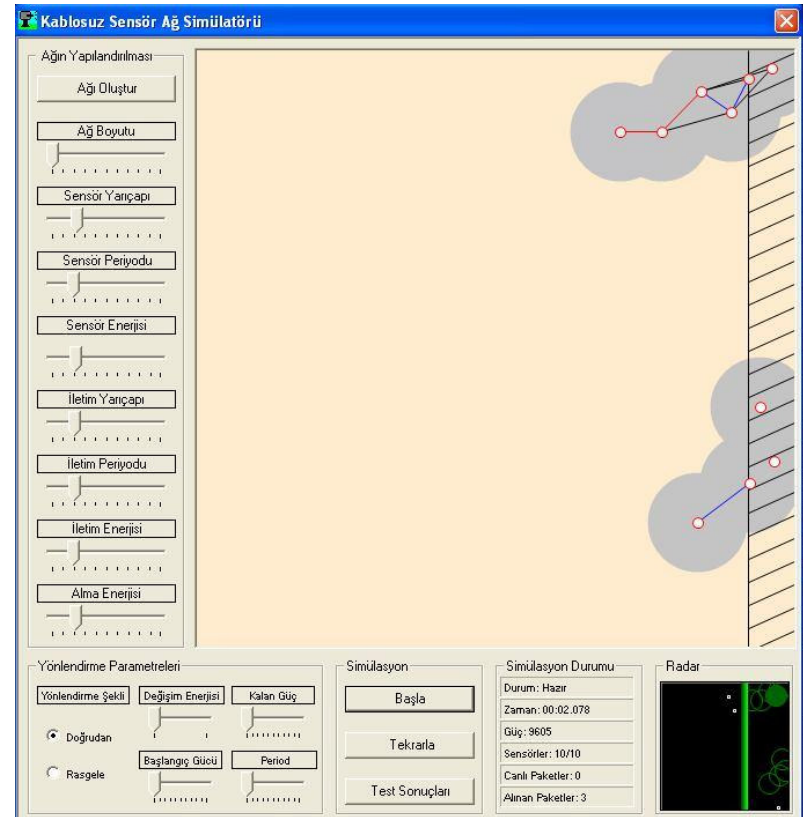 Kablosuz Sensör Ağ Simülatörü
Ağın Yapılandırılması
Ağı Oluştur
Ağ Boyutu
Sensör Yarıçapı
Sensör Periyodu
Sensör Enerjisi
İletim Yarıçapı
İletim Periyodu
İletim Enerjisi
Alma Enerjisi
Yönlendirme Parametreleri
Yönlendirme Şekli
Doğrudan
Rasgele
Değişim Enerjisi
Kalan Güç
Başlangıç Gücü
Period
Simülasyon
Başla
Tekrarla
Test Sonuçları
Simülasyon Durumu
Durum: Hazır
Zaman: 00:02.078
Güç: 9605
Sensörler: 10/10
Canlı Paketler: 0
Alınan Paketler: 3
Radar